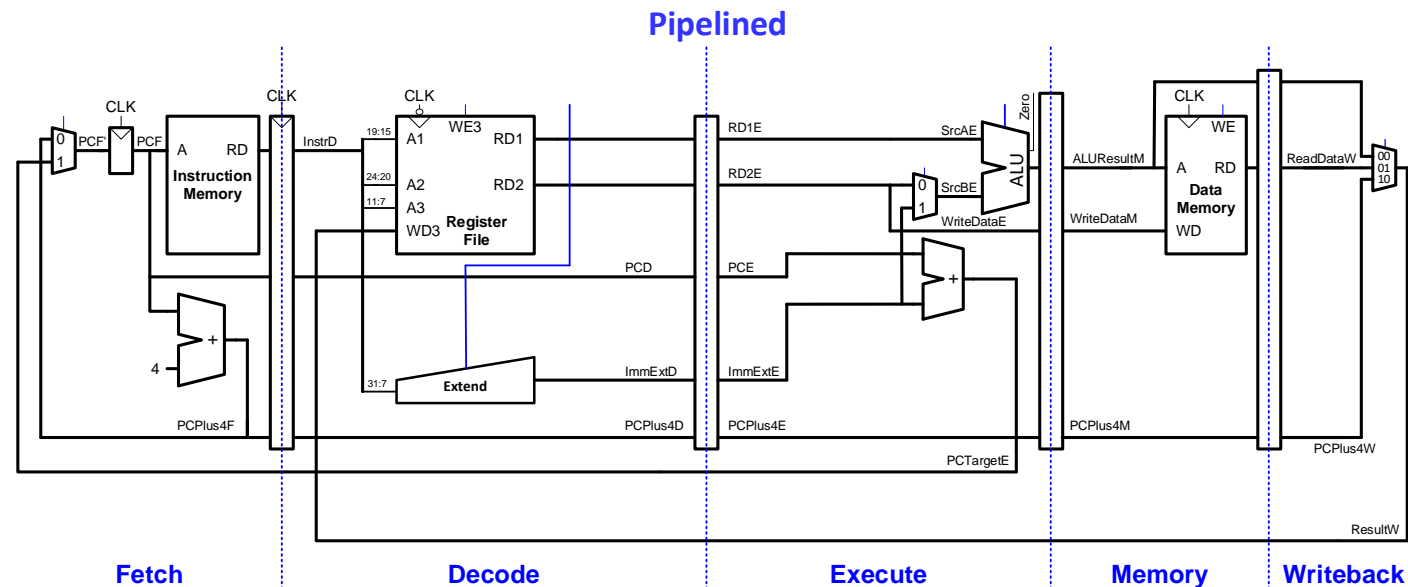 Pipelined
CLK
CLK
CLK
CLK
Zero
0
1
PCF'
PCF
A
RD
Instruction
Memory
InstrD
19:15
24:20
11:7
A1
WE3
RD1
A2
RD2
A3
WD3
Register
File
RD1E
RD2E
SrcAE
0
1
SrcBE
ALU
WriteDataE
ALUResultM
WriteDataM
A
WE
RD
Data
Memory
WD
ReadDataW
00
01
10
PCD
PCE
+
4
+
31:7
Extend
ImmExtD
ImmExtE
PCPlus4F
PCPlus4D
PCPlus4E
PCPlus4M
PCPlus4W
PCTargetE
ResultW
Fetch
Decode
Execute
Memory
Writeback